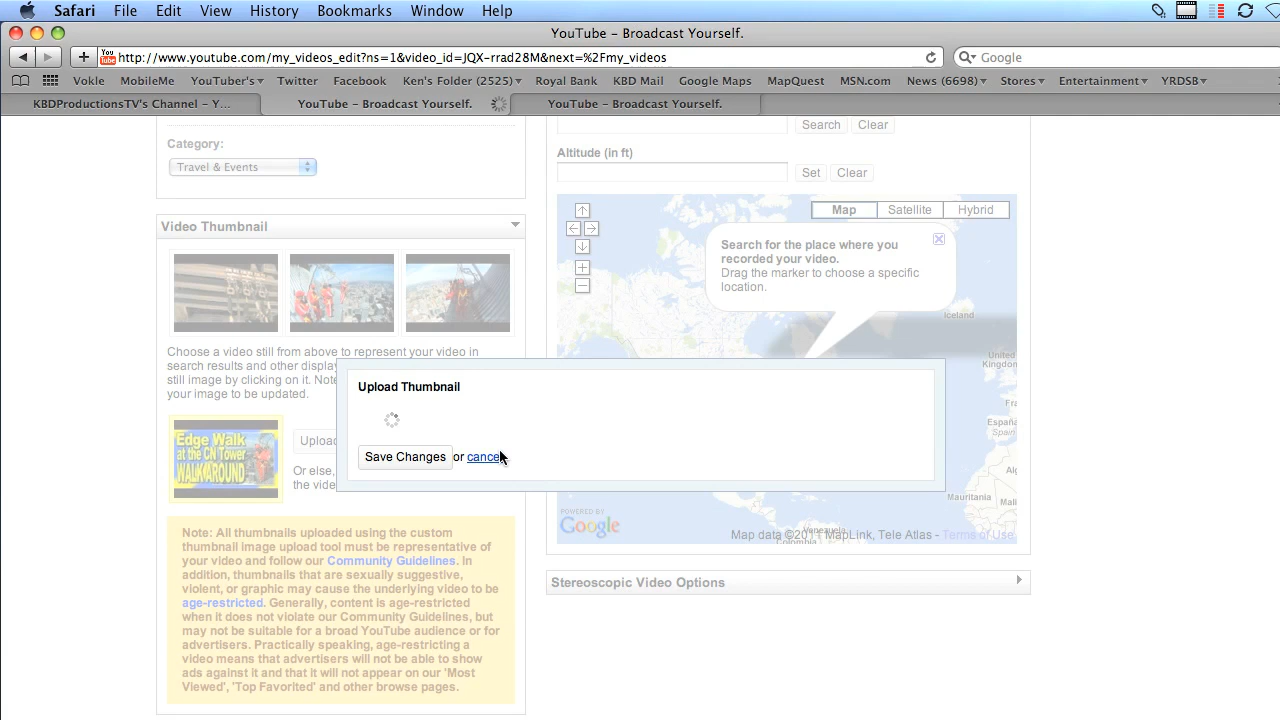 Safari File Edit View History Bookmarks Window Help
YouTube – Broadcast Yourself.
http://www.youtube.com/my_videos_edit?ns=1&video_id=JQX-rrad28M&next=%2Fmy_videos
Google
Vokle MobileMe YouTuber's Twitter Facebook Ken's Folder (2525) Royal Bank KBD Mail Google Maps MapQuest MSN.com News (6698) Stores Entertainment YRDSB
KBDProductionsTV's Channel – Y... YouTube – Broadcast Yourself. YouTube – Broadcast Yourself.
Category:
Travel & Events
Search Clear
Altitude (in ft)
Set Clear
Video Thumbnail
Map Satellite Hybrid
Search for the place where you
recorded your video.
Drag the marker to choose a specific
location.
Iceland
United
Kingdom
Spain
Mauritania
Choose a video still from above to represent your video in
search results and other displa
still image by clicking on it. Note
your image to be updated.
Upload Thumbnail
Save Changes or cance
Edge Walk
at the CN Tower
WALKAROUND
Uploa
Or else,
the vide
POWERED BY
Google
Venezuela
Colombia
Map data ©2011 MapLink, Tele Atlas - Terms of Use
Note: All thumbnails uploaded using the custom
thumbnail image upload tool must be representative of
your video and follow our Community Guidelines. In
addition, thumbnails that are sexually suggestive,
violent, or graphic may cause the underlying video to be
age-restricted. Generally, content is age-restricted
when it does not violate our Community Guidelines, but
may not be suitable for a broad YouTube audience or for
advertisers. Practically speaking, age-restricting a
video means that advertisers will not be able to show
ads against it and that it will not appear on our 'Most
Viewed', 'Top Favorited' and other browse pages.
Stereoscopic Video Options